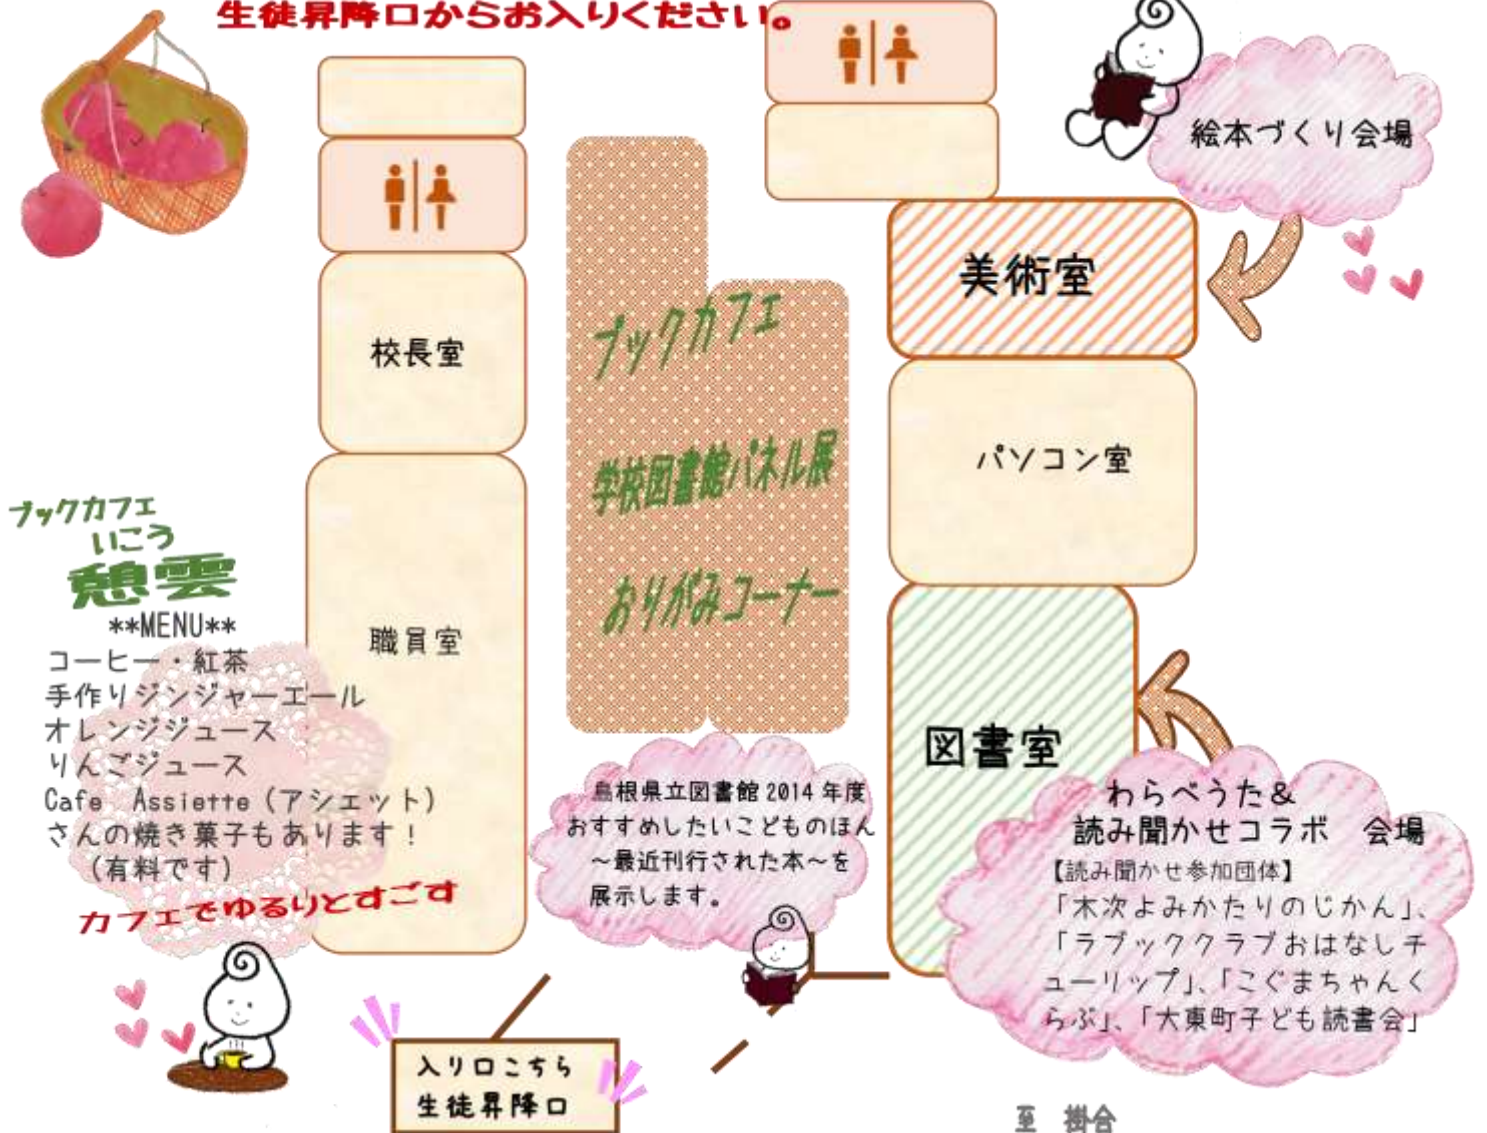 生徒昇降口からお入りください。
絵本づくり会場
美術室
校長室
パソコン室
ブックカフェ
学校図書館パネル展
おりがみコーナー
ブックカフェ
いこう
憩雲
**MENU**
コーヒー・紅茶
手作りジンジャーエール
オレンジジュース
りんごジュース
Cafe Assiette(アシェット)
さんの焼き菓子もあります!
(有料です)
カフェでゆるりとすごす
職員室
図書室
島根県立図書館2014年度
おすすめしたいこどものほん
~最近刊行された本~を
展示します。
わらべうた&
読み聞かせコラボ 会場
【読み聞かせ参加団体】
「木次よみかたりのじかん」、
「ラブッククラブおはなしチ
ューリップ」、「こぐまちゃんく
らぶ」、「大東町子ども読書会」
入り口こちら
生徒昇降口
至 掛合